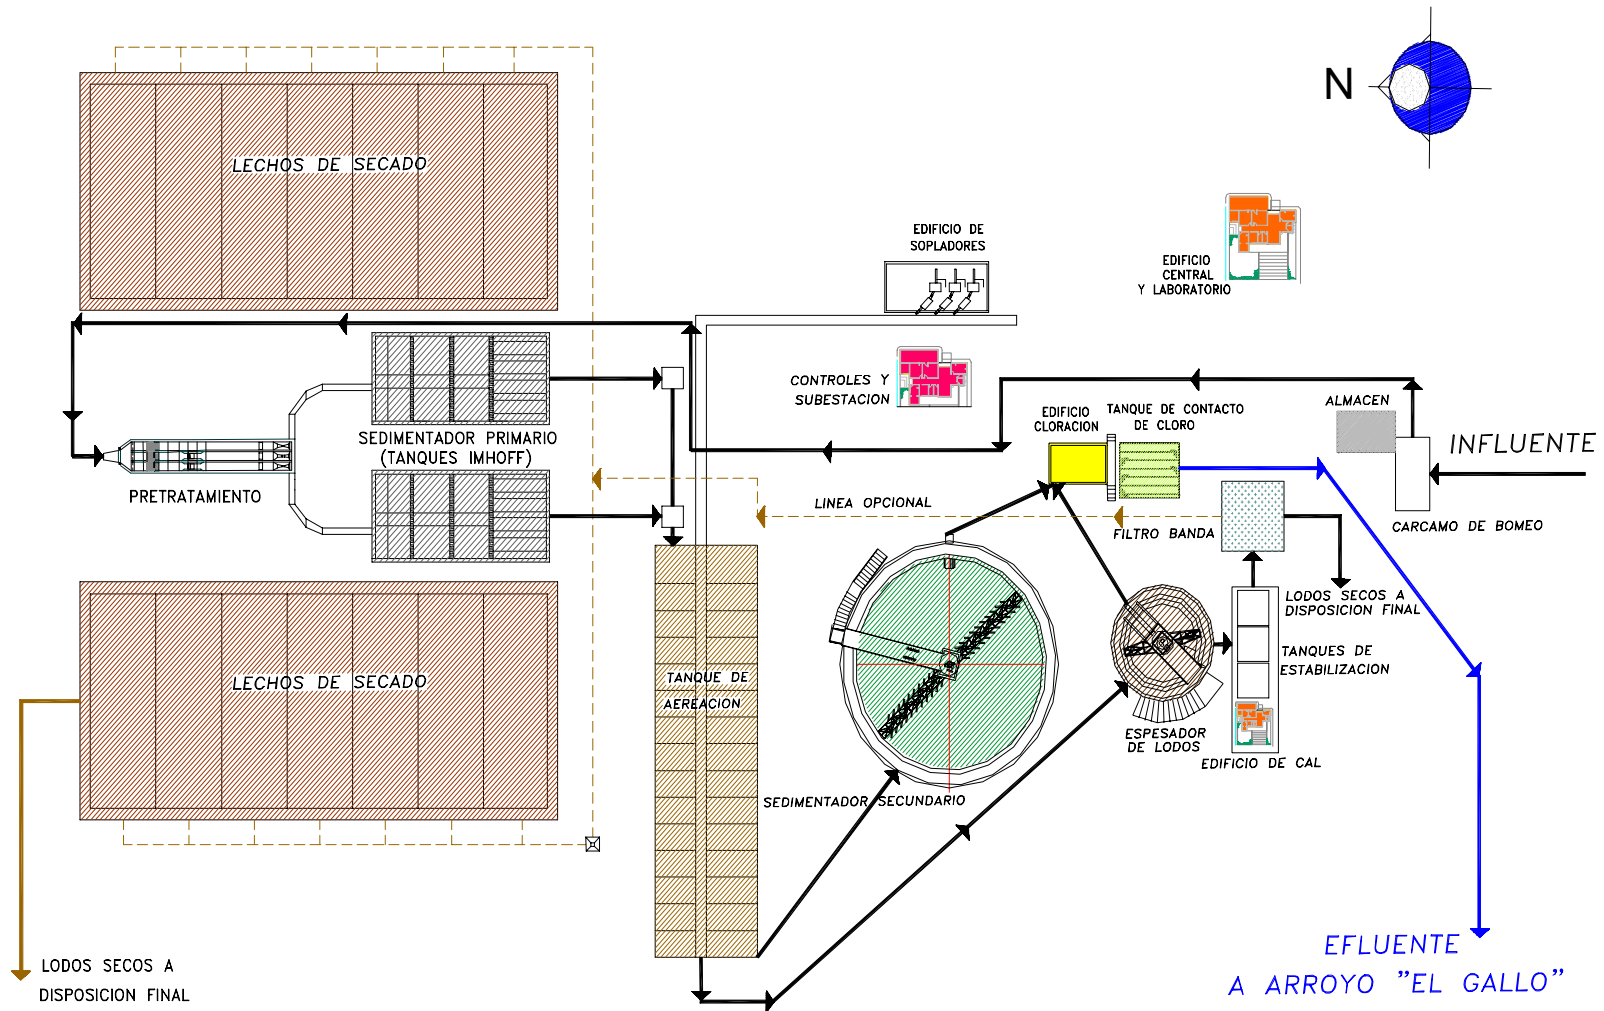 N
LECHOS DE SECADO
EDIFICIO DE
SOPLADORES
EDIFICIO
CENTRAL
Y LABORATORIO
CONTROLES Y
SUBESTACION
EDIFICIO
CLORACION
TANQUE DE CONTACTO
DE CLORO
ALMACEN
INFLUENTE
SEDIMENTADOR PRIMARIO
(TANQUES IMHOFF)
PRETRATAMIENTO
LINEA OPCIONAL
FILTRO BANDA
CARCAMO DE BOMEO
LODOS SECOS A
DISPOSICION FINAL
TANQUES DE
ESTABILIZACION
LECHOS DE SECADO
TANQUE DE
AEREACION
ESPESADOR
DE LODOS
EDIFICIO DE CAL
SEDIMENTADOR SECUNDARIO
LODOS SECOS A
DISPOSICION FINAL
EFLUENTE
A ARROYO "EL GALLO"